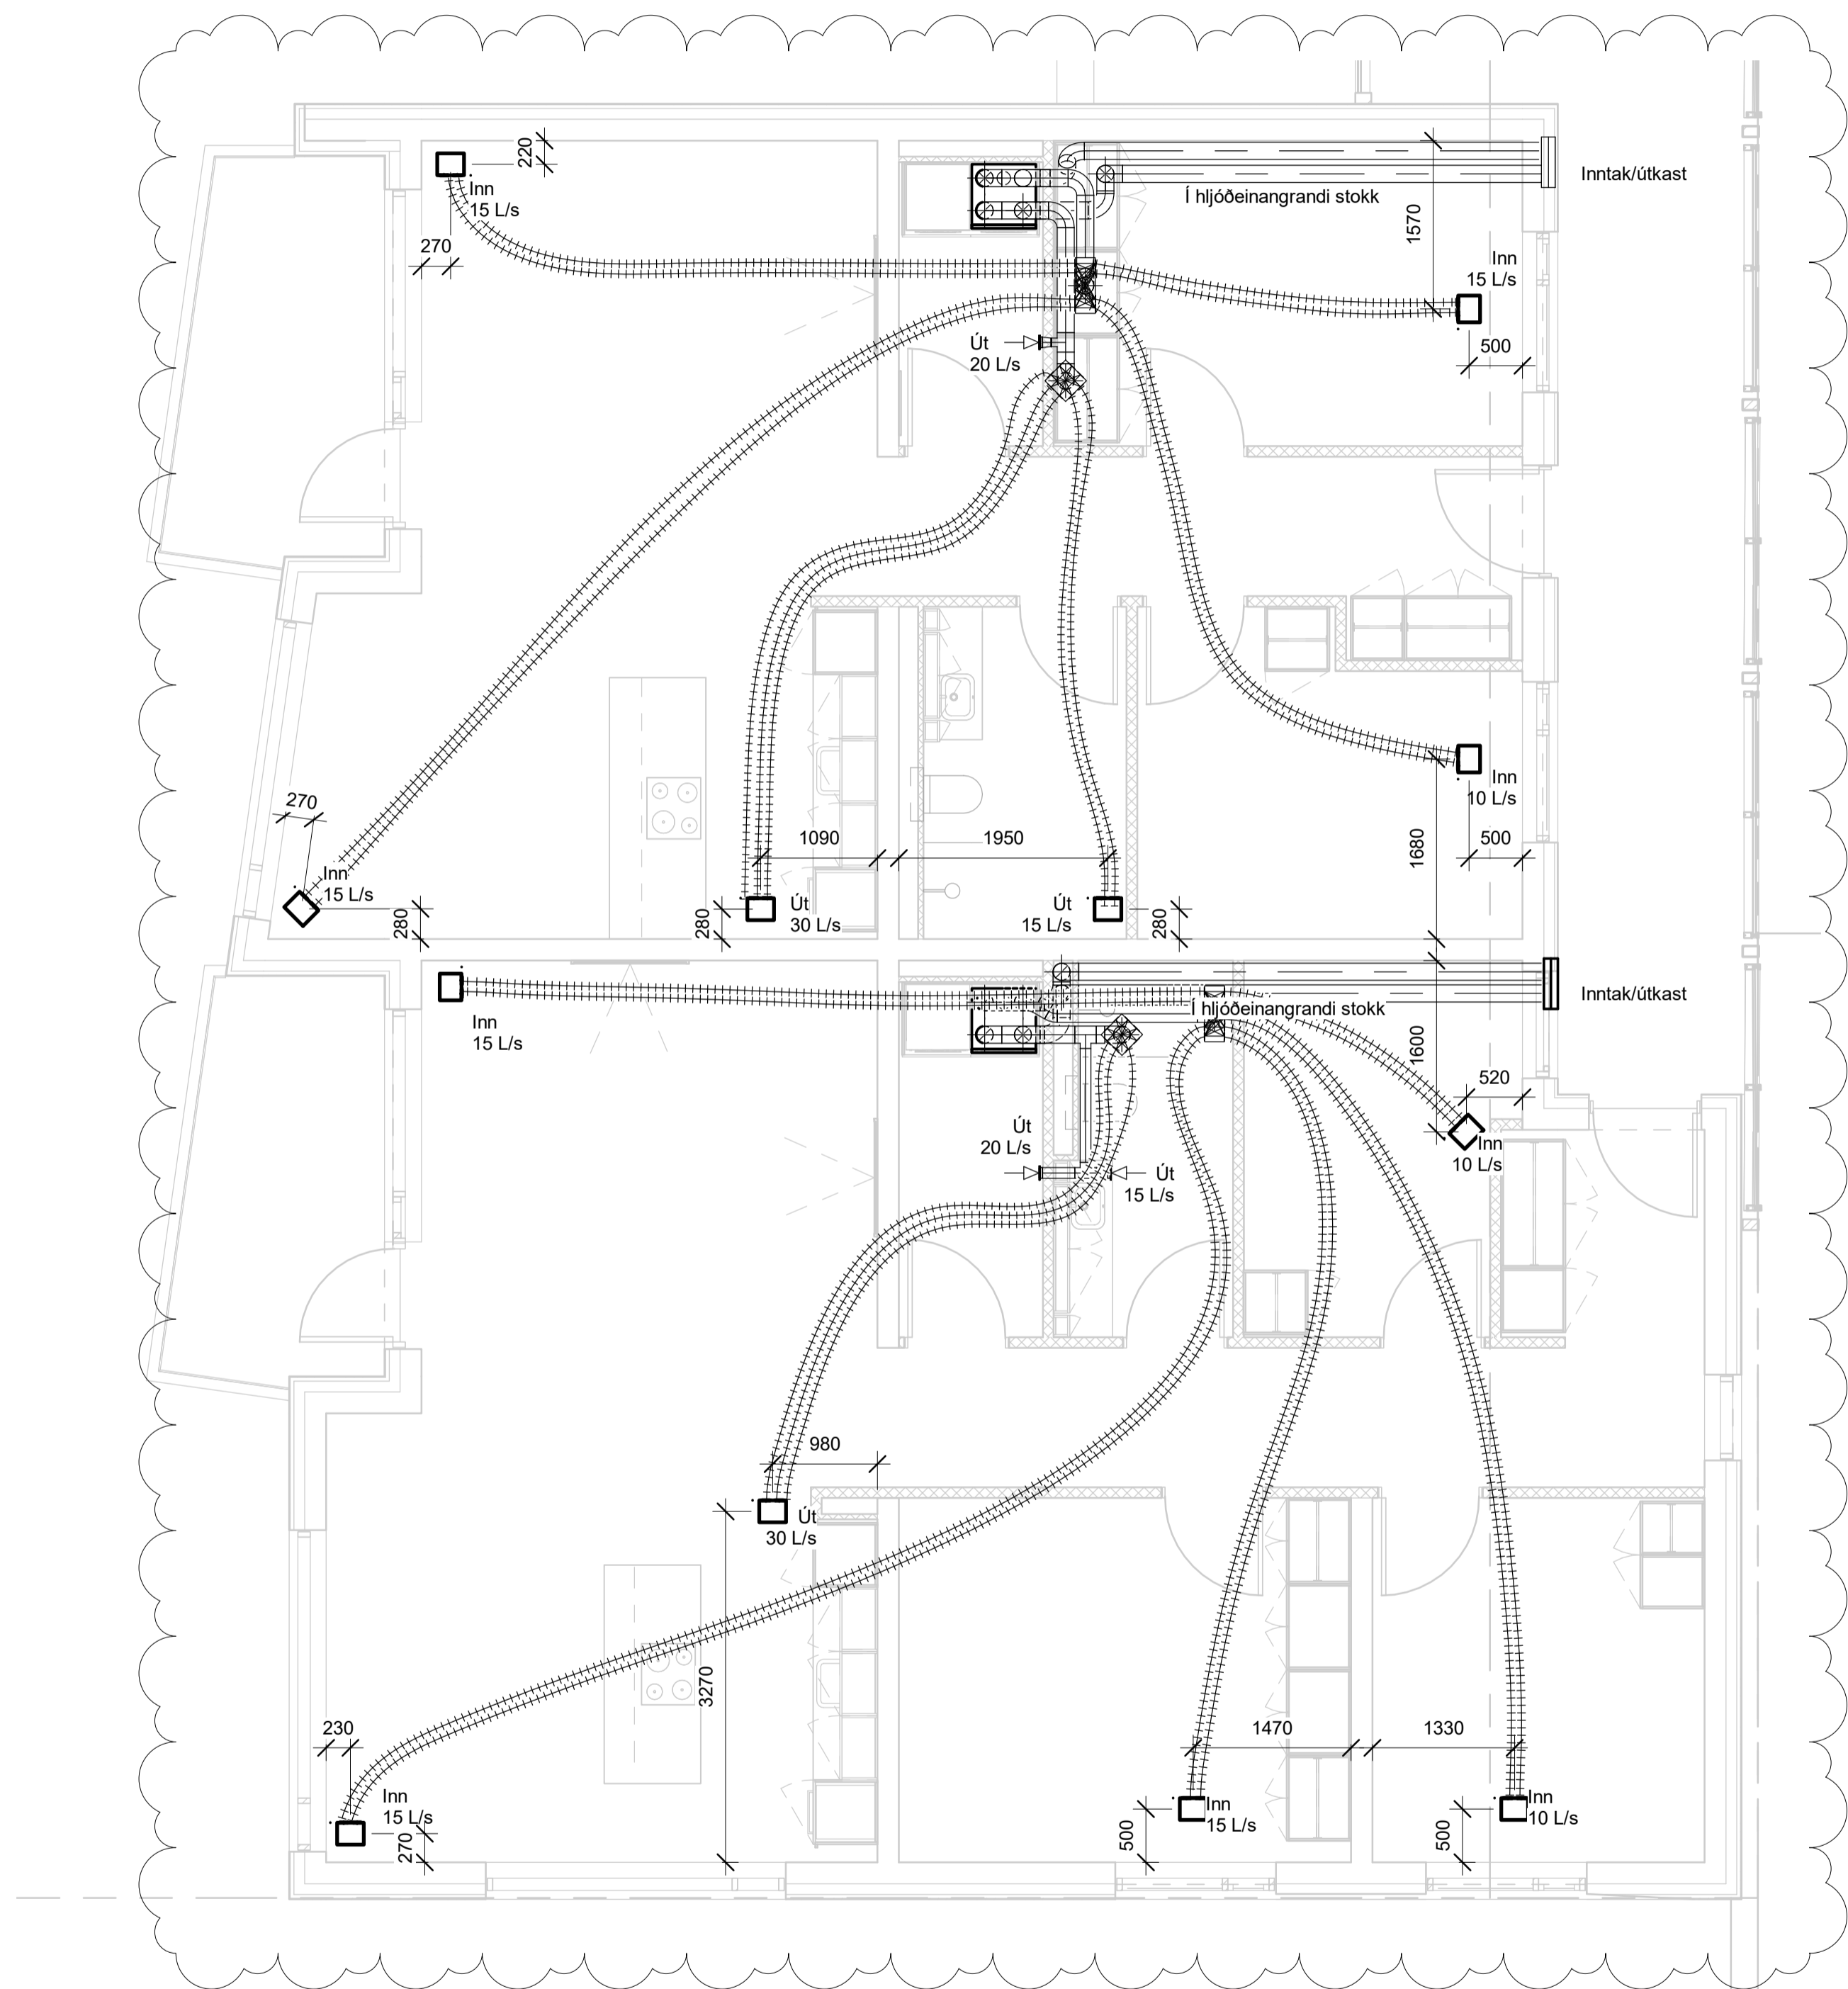 220
Inntak/útkast
Inn
15 L/s
Í hljóðeinangrandi stokk
1570
270
Inn
15 L/s
Út
20 L/s
500
Inn
10 L/s
270
1090
1950
1680
500
Inn
15 L/s
280
280
Út
30 L/s
Út
15 L/s
280
Inntak/útkast
Í hljóðeinangrandi stokk
Inn
15 L/s
1600
520
Út
20 L/s
Inn
10 L/s
Út
15 L/s
980
Út
30 L/s
3270
230
1470
1330
Inn
15 L/s
270
Inn
15 L/s
500
Inn
10 L/s
500